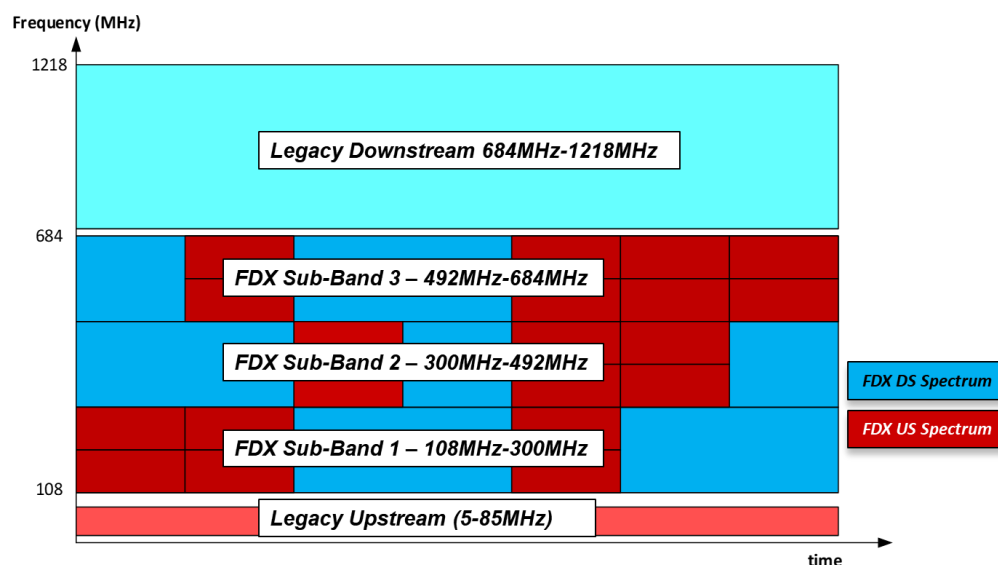 Frequency (MHz)
1218
Legacy Downstream 684MHz-1218MHz
684
FDX Sub-Band 3 – 492MHz-684MHz
FDX Sub-Band 2 – 300MHz-492MHz
FDX DS Spectrum
FDX US Spectrum
FDX Sub-Band 1 – 108MHz-300MHz
108
Legacy Upstream (5-85MHz)
time